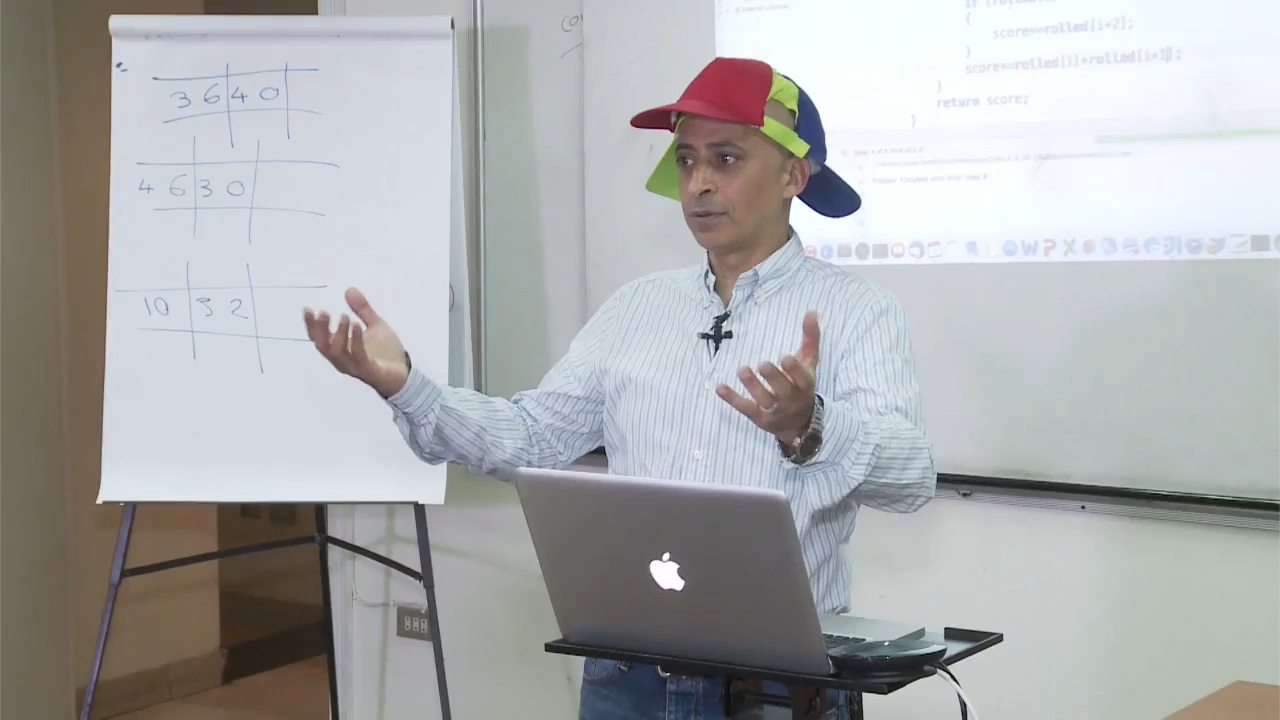 3 6 4 0
4 6 3 0
10 3 2
{
score+=rolled[i+2];
}
score+=rolled[i]+rolled[i+1];
}
return score;
}